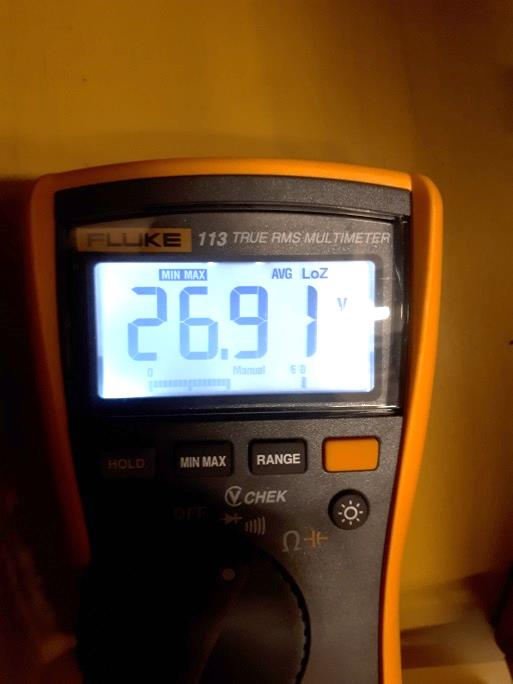 FLUKE 113 TRUE RMS MULTIMETER
MIN MAX AVG LoZ
26.91 V
0 Manual 60
HOLD MIN MAX RANGE
V CHEK
OFF
Ω